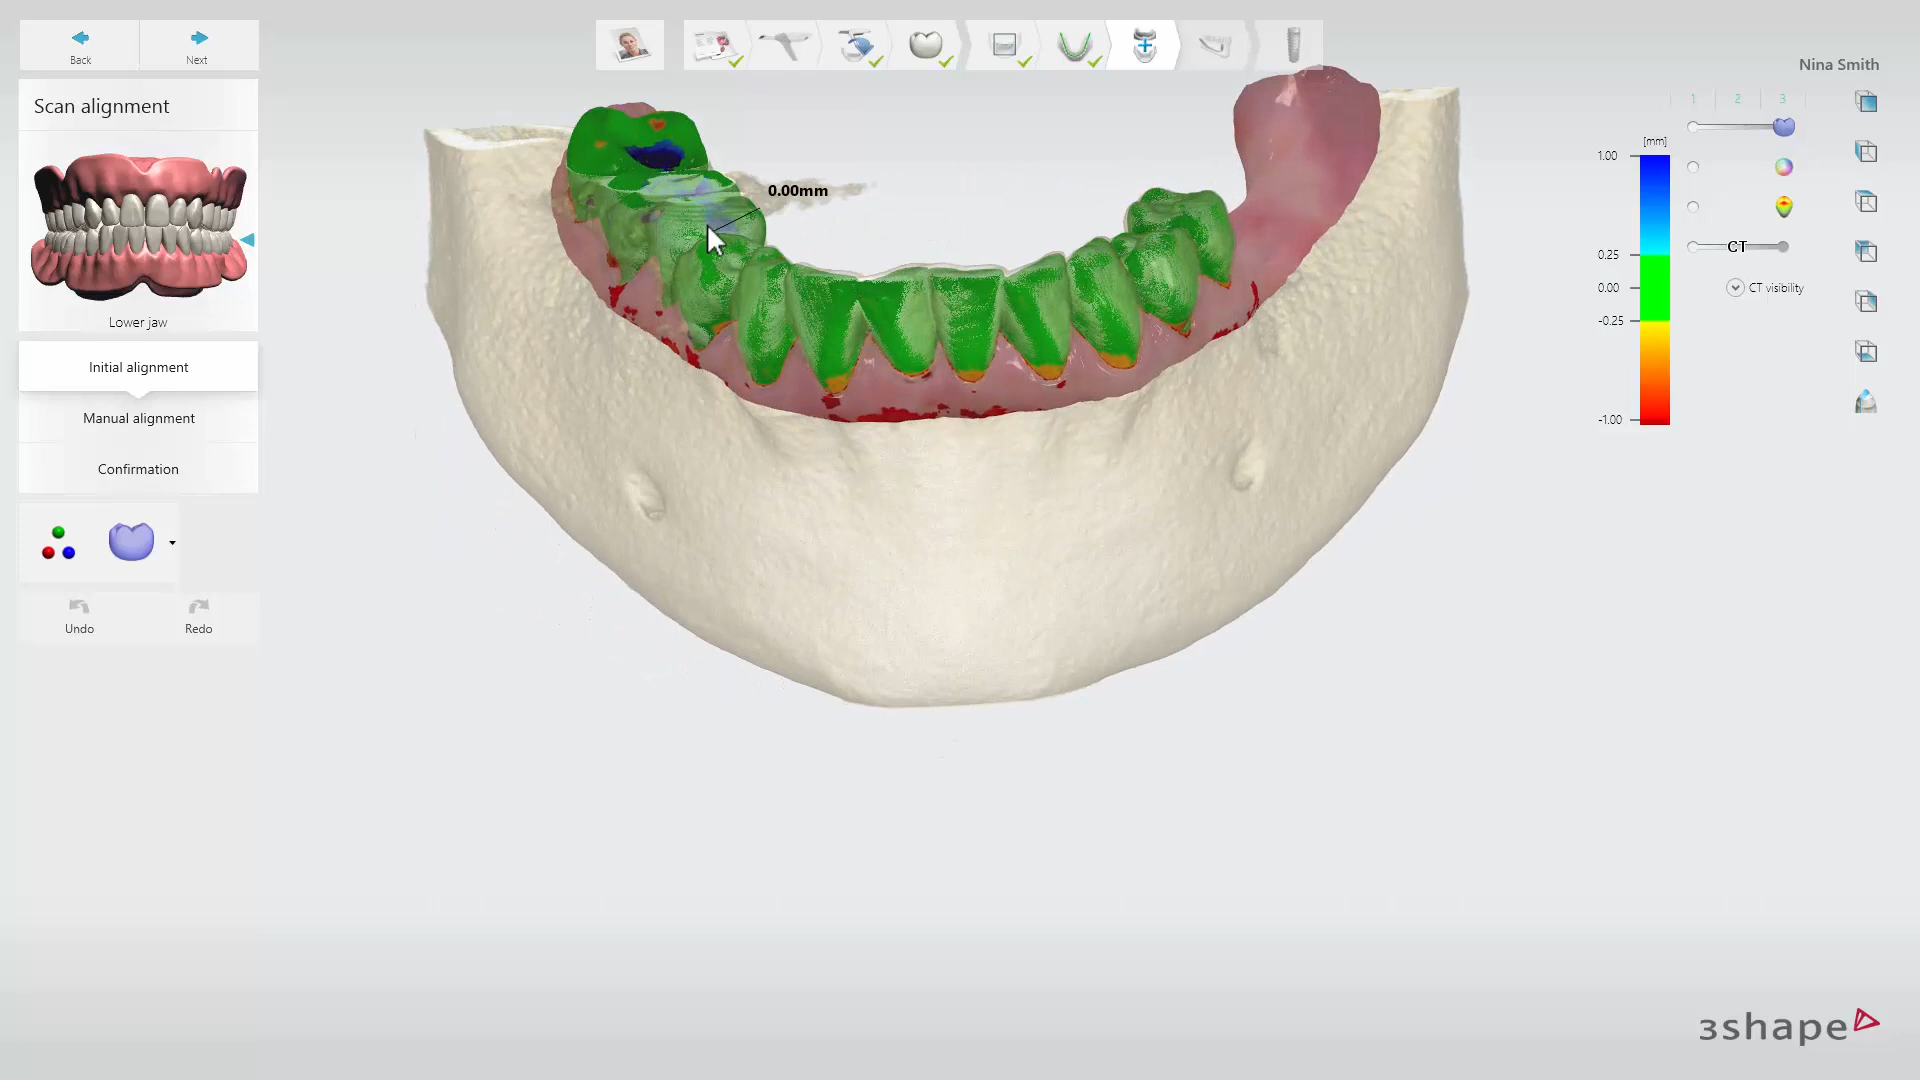 Back
Next
Nina Smith
Scan alignment
1
2
3
[mm]
1.00
0.25
0.00
-0.25
-1.00
0.00mm
CT
CT visibility
Lower jaw
Initial alignment
Manual alignment
Confirmation
Undo
Redo
3shape